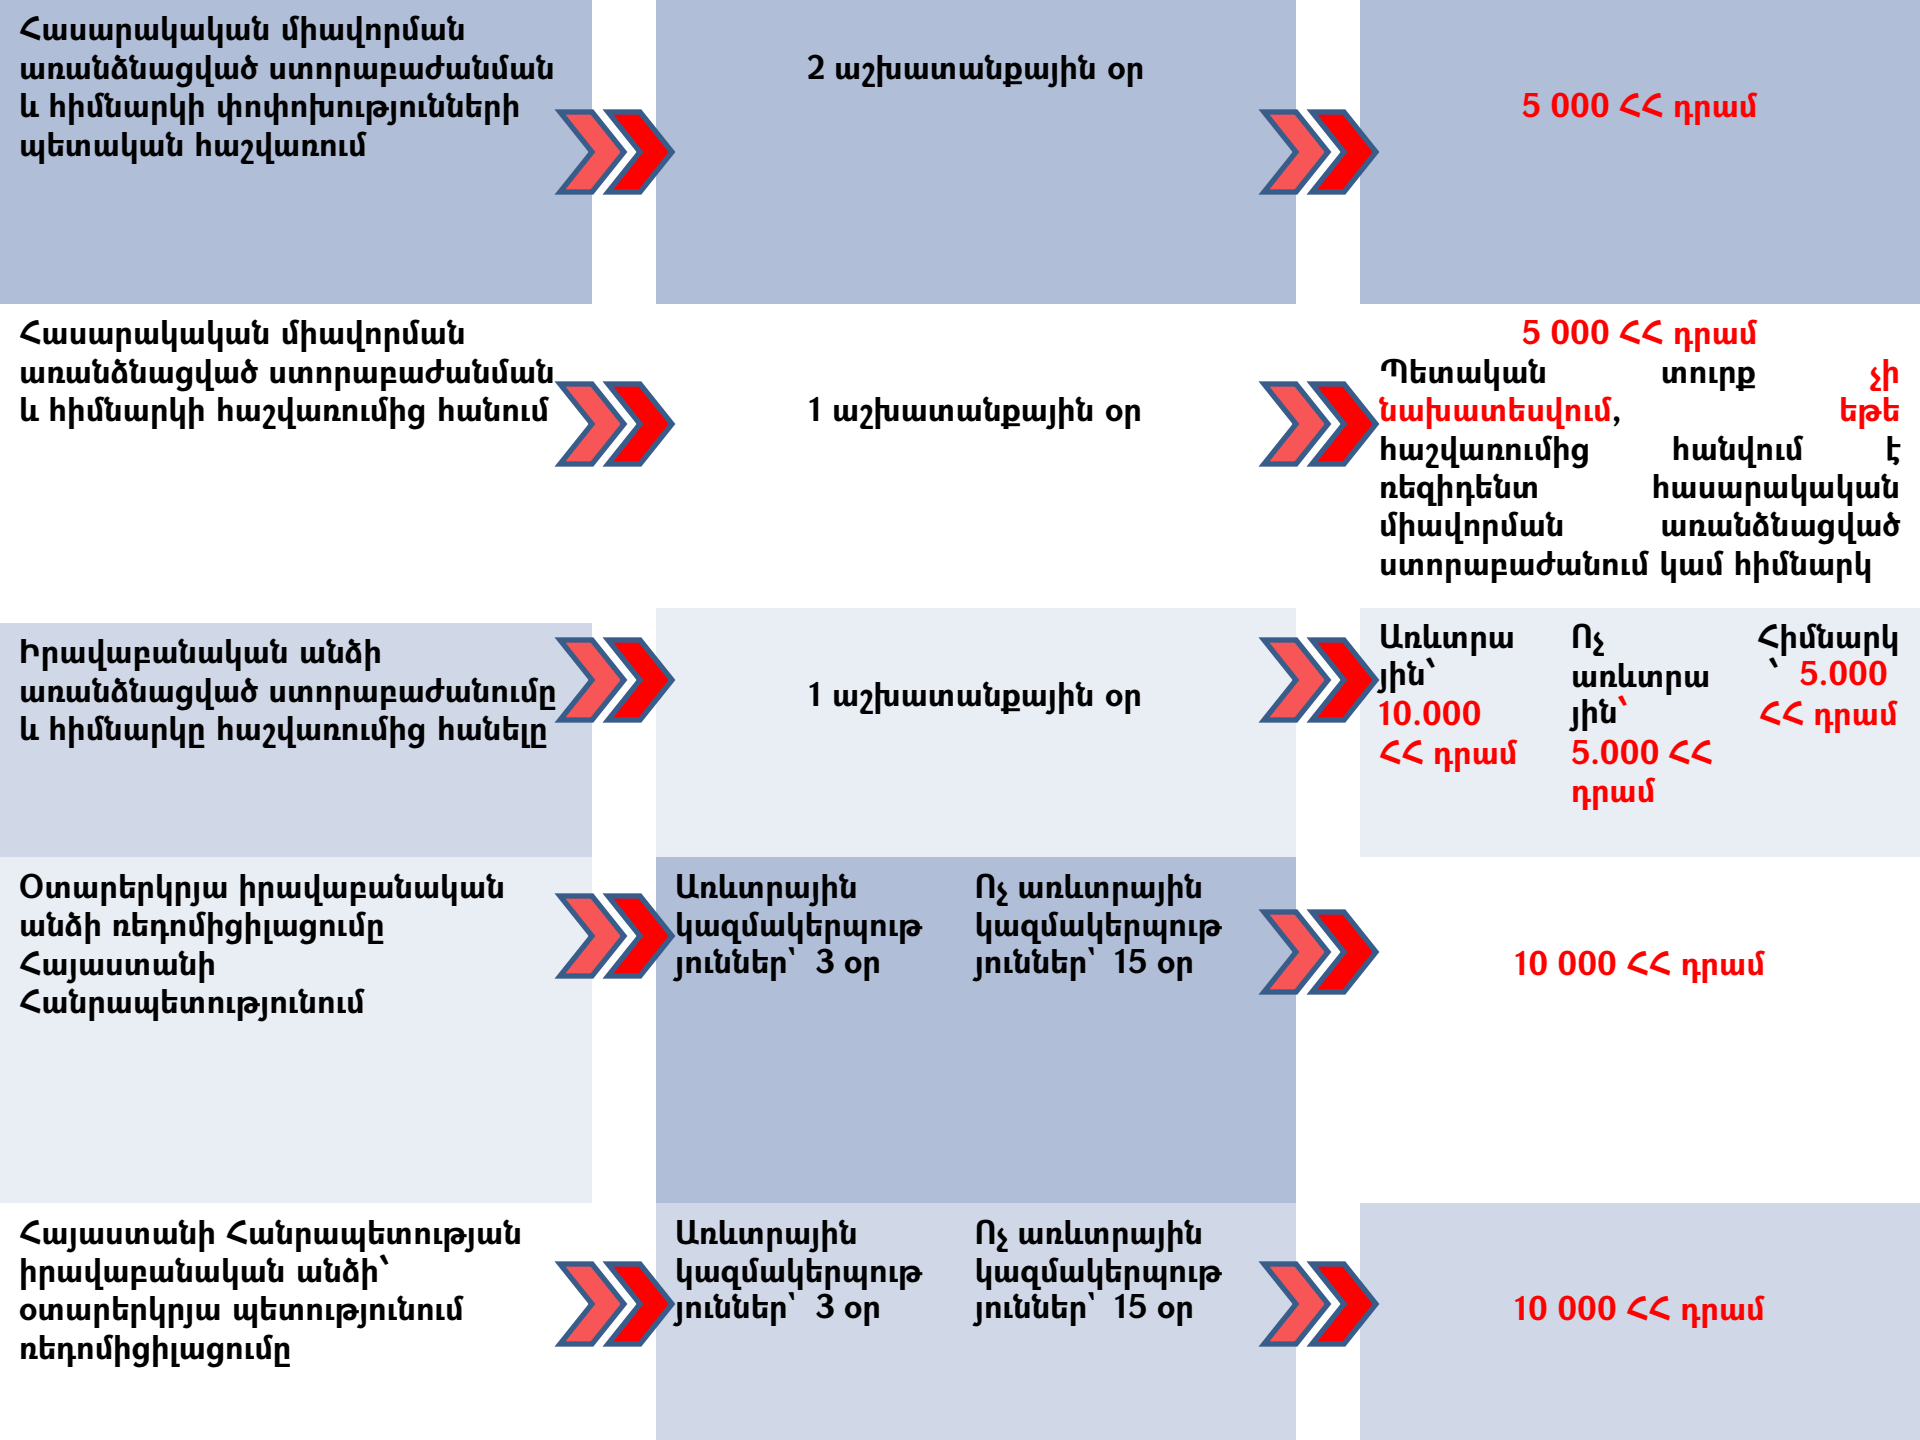 Հասարակական միավորման
առանձնացված ստորաբաժանման
և հիմնարկի փոփոխությունների
պետական հաշվառում
2 աշխատանքային օր
5 000 ՀՀ դրամ
Հասարակական միավորման
առանձնացված ստորաբաժանման
և հիմնարկի հաշվառումից հանում
1 աշխատանքային օր
5 000 ՀՀ դրամ
Պետական տուրք չի
նախատեսվում, եթե
հաշվառումից հանվում է
ռեզիդենտ հասարակական
միավորման առանձնացված
ստորաբաժանում կամ հիմնարկ
Իրավաբանական անձի
առանձնացված ստորաբաժանումը
և հիմնարկը հաշվառումից հանելը
1 աշխատանքային օր
Առևտրա
յին՝
10.000
ՀՀ դրամ
Ոչ
առևտրա
յին՝
5.000 ՀՀ
դրամ
Հիմնարկ
՝ 5.000
ՀՀ դրամ
Օտարերկրյա իրավաբանական
անձի ռեդոմիցիլացումը
Հայաստանի
Հանրապետությունում
Առևտրային
կազմակերպութ
յուններ՝ 3 օր
Ոչ առևտրային
կազմակերպութ
յուններ՝ 15 օր
10 000 ՀՀ դրամ
Հայաստանի Հանրապետության
իրավաբանական անձի՝
օտարերկրյա պետությունում
ռեդոմիցիլացումը
Առևտրային
կազմակերպութ
յուններ՝ 3 օր
Ոչ առևտրային
կազմակերպութ
յուններ՝ 15 օր
10 000 ՀՀ դրամ